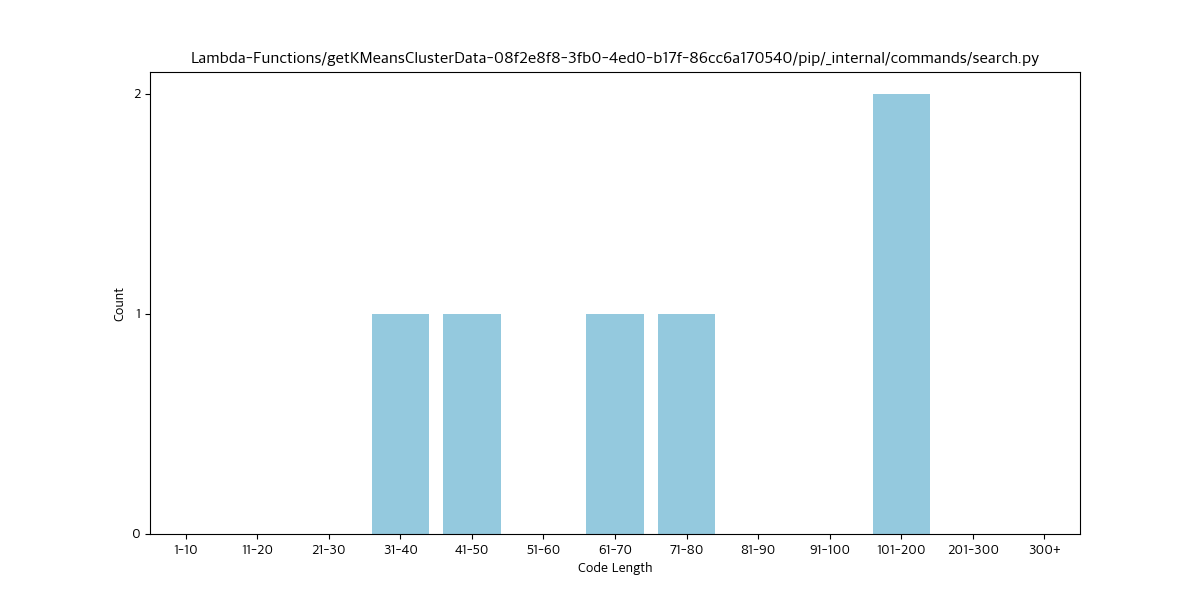 Lambda-Functions/getKMeansClusterData-08f2e8f8-3fb0-4ed0-b17f-86cc6a170540/pip/_internal/commands/search.py
2
1
0
Count
1-10 11-20 21-30 31-40 41-50 51-60 61-70 71-80 81-90 91-100 101-200 201-300 300+
Code Length